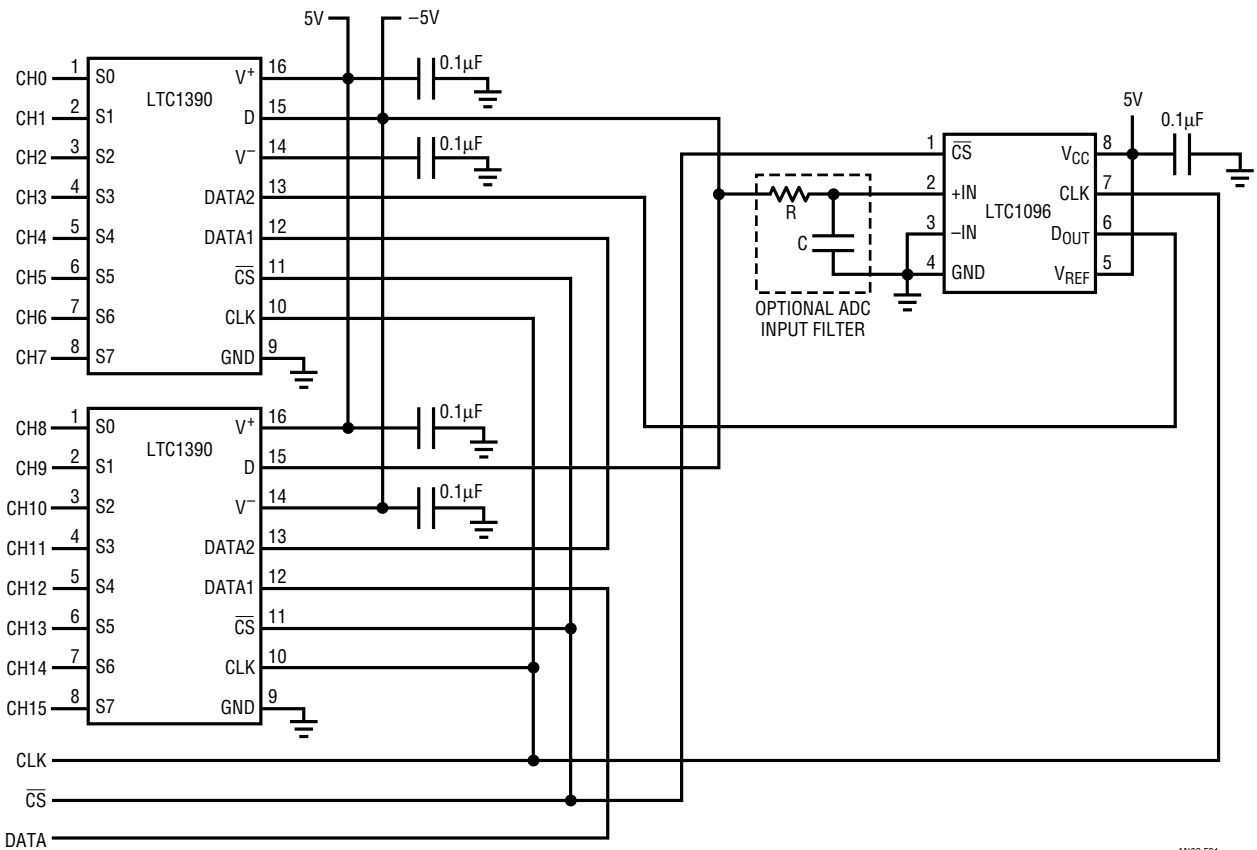 5V
–5V
0.1µF
CH0 1 S0 LTC1390 V+ 16
CH1 2 S1 D 15
0.1µF
CH2 3 S2 V– 14
CH3 4 S3 DATA2 13
CH4 5 S4 DATA1 12
CH5 6 S5 CS 11
CH6 7 S6 CLK 10
CH7 8 S7 GND 9
0.1µF
CH8 1 S0 LTC1390 V+ 16
CH9 2 S1 D 15
0.1µF
CH10 3 S2 V– 14
CH11 4 S3 DATA2 13
CH12 5 S4 DATA1 12
CH13 6 S5 CS 11
CH14 7 S6 CLK 10
CH15 8 S7 GND 9
CLK
CS
DATA
R
C
OPTIONAL ADC
INPUT FILTER
5V
0.1µF
1 CS VCC 8
2 +IN LTC1096 CLK 7
3 –IN DOUT 6
4 GND VREF 5